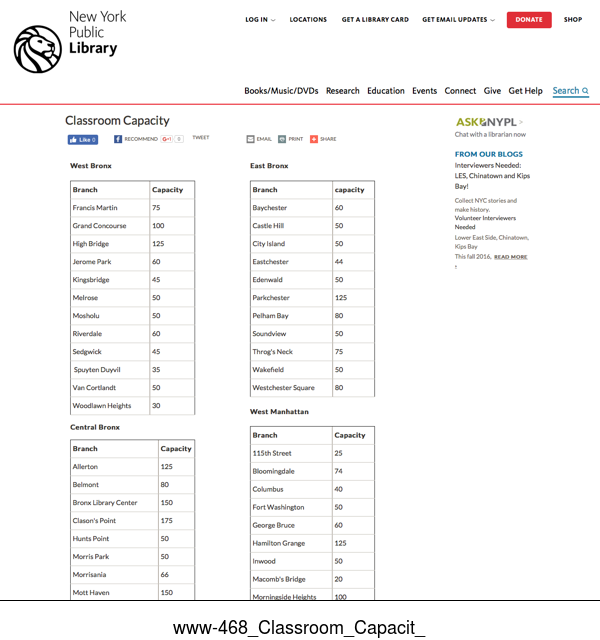 New York
Public
Library
LOG IN
LOCATIONS
GET A LIBRARY CARD
GET EMAIL UPDATES
DONATE
SHOP
Books/Music/DVDs Research Education Events Connect Give Get Help Search
Classroom Capacity
Like 0
RECOMMEND
G+1 0
TWEET
EMAIL
PRINT
SHARE
West Bronx
Branch Capacity
Francis Martin 75
Grand Concourse 100
High Bridge 125
Jerome Park 60
Kingsbridge 45
Melrose 50
Mosholu 50
Riverdale 60
Sedgwick 45
Spuyten Duyvil 35
Van Cortlandt 50
Woodlawn Heights 30
Central Bronx
Branch Capacity
Allerton 125
Belmont 80
Bronx Library Center 150
Clason's Point 175
Hunts Point 50
Morris Park 50
Morrisania 66
Mott Haven 150
East Bronx
Branch capacity
Baychester 60
Castle Hill 50
City Island 50
Eastchester 44
Edenwald 50
Parkchester 125
Pelham Bay 80
Soundview 50
Throg's Neck 75
Wakefield 50
Westchester Square 80
West Manhattan
Branch Capacity
115th Street 25
Bloomingdale 74
Columbus 40
Fort Washington 50
George Bruce 60
Hamilton Grange 125
Inwood 50
Macomb's Bridge 20
Morningside Heights 100
ASK NYPL >
Chat with a librarian now
FROM OUR BLOGS
Interviewers Needed:
LES, Chinatown and Kips
Bay!
Collect NYC stories and
make history.
Volunteer Interviewers
Needed
Lower East Side, Chinatown,
Kips Bay
This fall 2016, READ MORE
www-468_Classroom_Capacit_